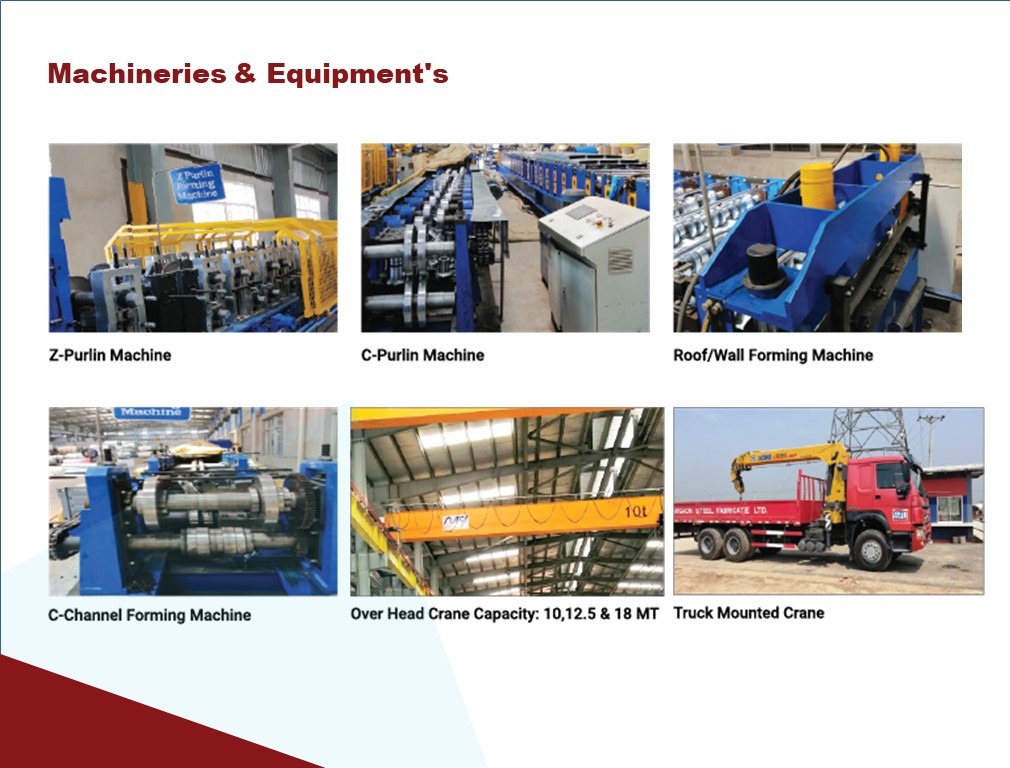 Machineries & Equipment's
Z Purlin
Forming
Machine
Z-Purlin Machine
C-Purlin Machine
Roof/Wall Forming Machine
Machine
C-Channel Forming Machine
10t
Over Head Crane Capacity: 10,12.5 & 18 MT
STEEL FABRICATE LTD.
Truck Mounted Crane